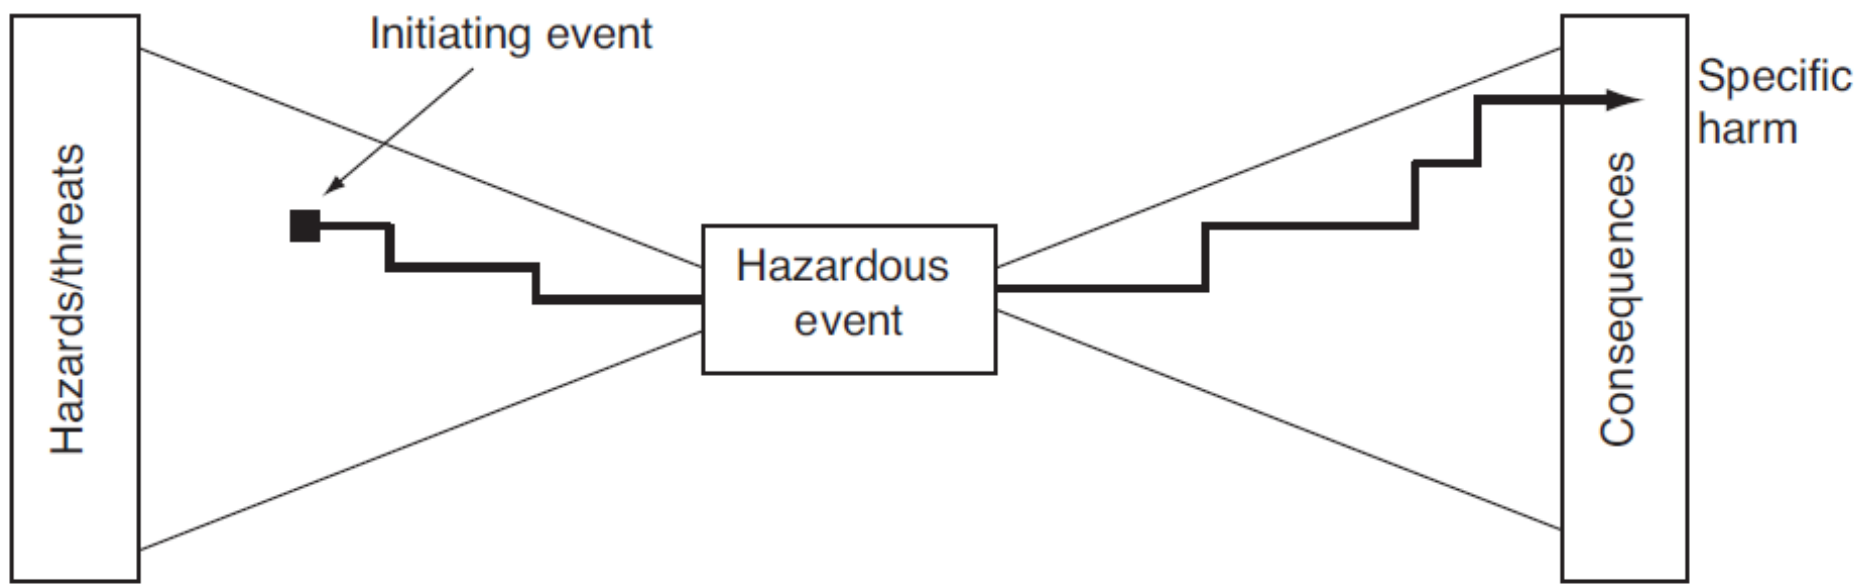 Initiating event
Specific
harm
Hazards/threats
Hazardous
event
Consequences